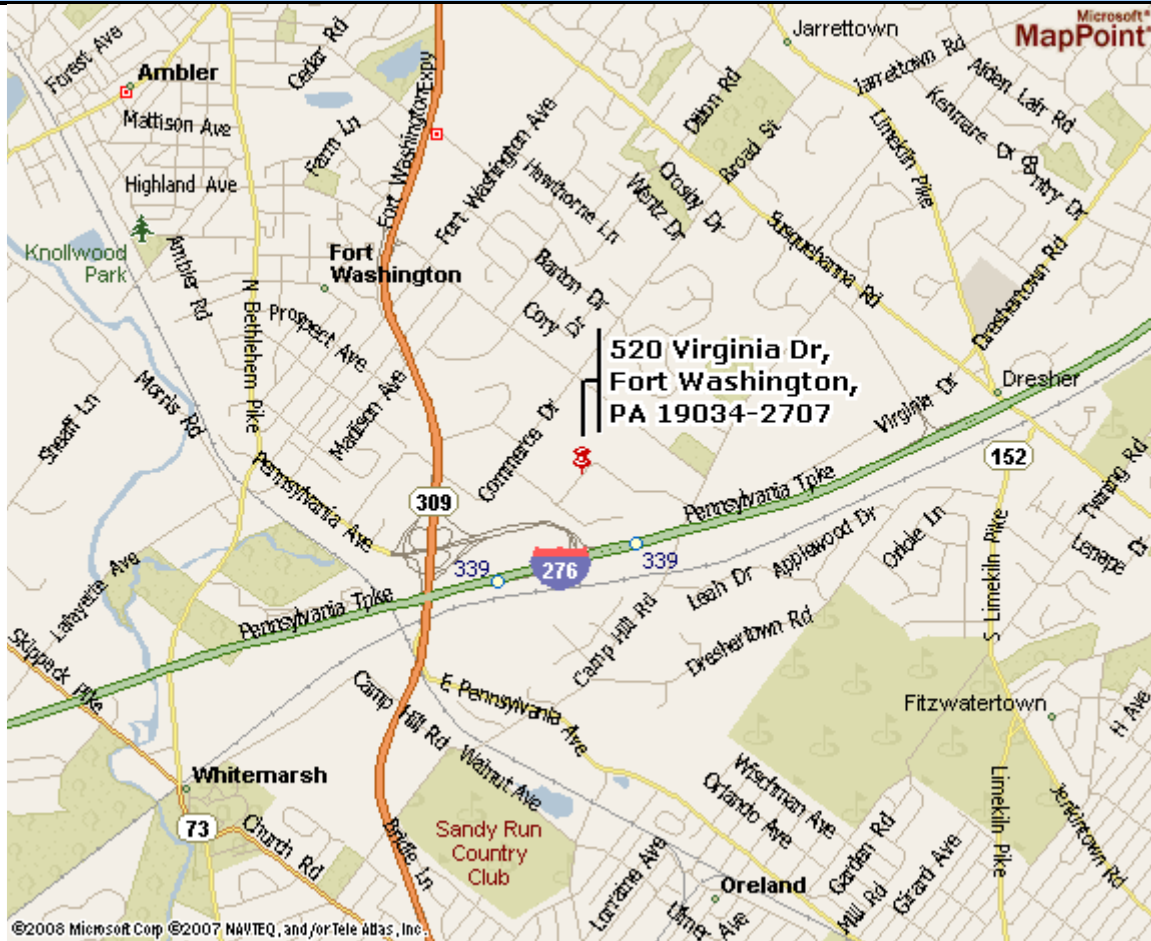 Microsoft®
MapPoint®
Jarrettown
Forest Ave
Ambler
Cedar Rd
Expy
Jarrettown Rd
Alden Lair Rd
Mattison Ave
Farm Ln
Fort Washington
Fort Washington Ave
Dillon Rd
Broad St
Limekiln Pike
Kenmare Dr
Bantry Dr
Highland Ave
Hawthorne Ln
Wentz Dr
Crosby Dr
Susquehanna Rd
Knollwood
Park
Ambler Rd
Fort
Washington
Barton Dr
Cory Dr
Dreshertown Rd
N Bethlehem Pike
Prospect Ave
520 Virginia Dr,
Fort Washington,
PA 19034-2707
Dresher
Sheaff Ln
Morris Rd
Madison Ave
Commerce Dr
Virginia Dr
152
Pennsylvania Ave
309
Pennsylvania Tpke
Twining Rd
Oriole Ln
Applewood Dr
Leah Dr
Lenape Dr
339
276
339
Lafayette Ave
Pennsylvania Tpke
Camp Hill Rd
Dreshertown Rd
S Limekiln Pike
Skippack Pike
Camp Hill Rd
E Pennsylvania Ave
Fitzwatertown
H Ave
Whitemarsh
Walnut Ave
Wischman Ave
Orlando Ave
Limekiln Pike
Jenkintown Rd
73
Church Rd
Bridle Ln
Sandy Run
Country
Club
Lorraine Ave
Oreland
Ulmer Ave
Garden Rd
Mill Rd
Girard Ave
©2008 Microsoft Corp ©2007 NAVTEQ, and/or Tele Atlas, Inc.